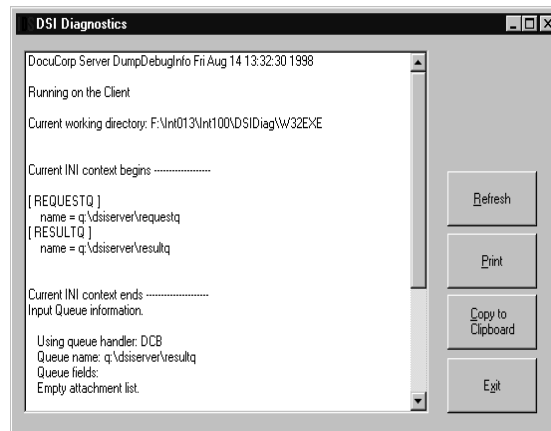 DSI Diagnostics
DocuCorp Server DumpDebugInfo Fri Aug 14 13:32:30 1998
Running on the Client
Current working directory: F:\Int013\Int100\DSIDiag\W32EXE
Current INI context begins ------------------
[ REQUESTQ ]
name = q:\dsiserver\requestq
[ RESULTQ ]
name = q:\dsiserver\resultq
Current INI context ends --------------------
Input Queue information.
Using queue handler: DCB
Queue name: q:\dsiserver\resultq
Queue fields:
Empty attachment list.
Refresh
Print
Copy to
Clipboard
Exit